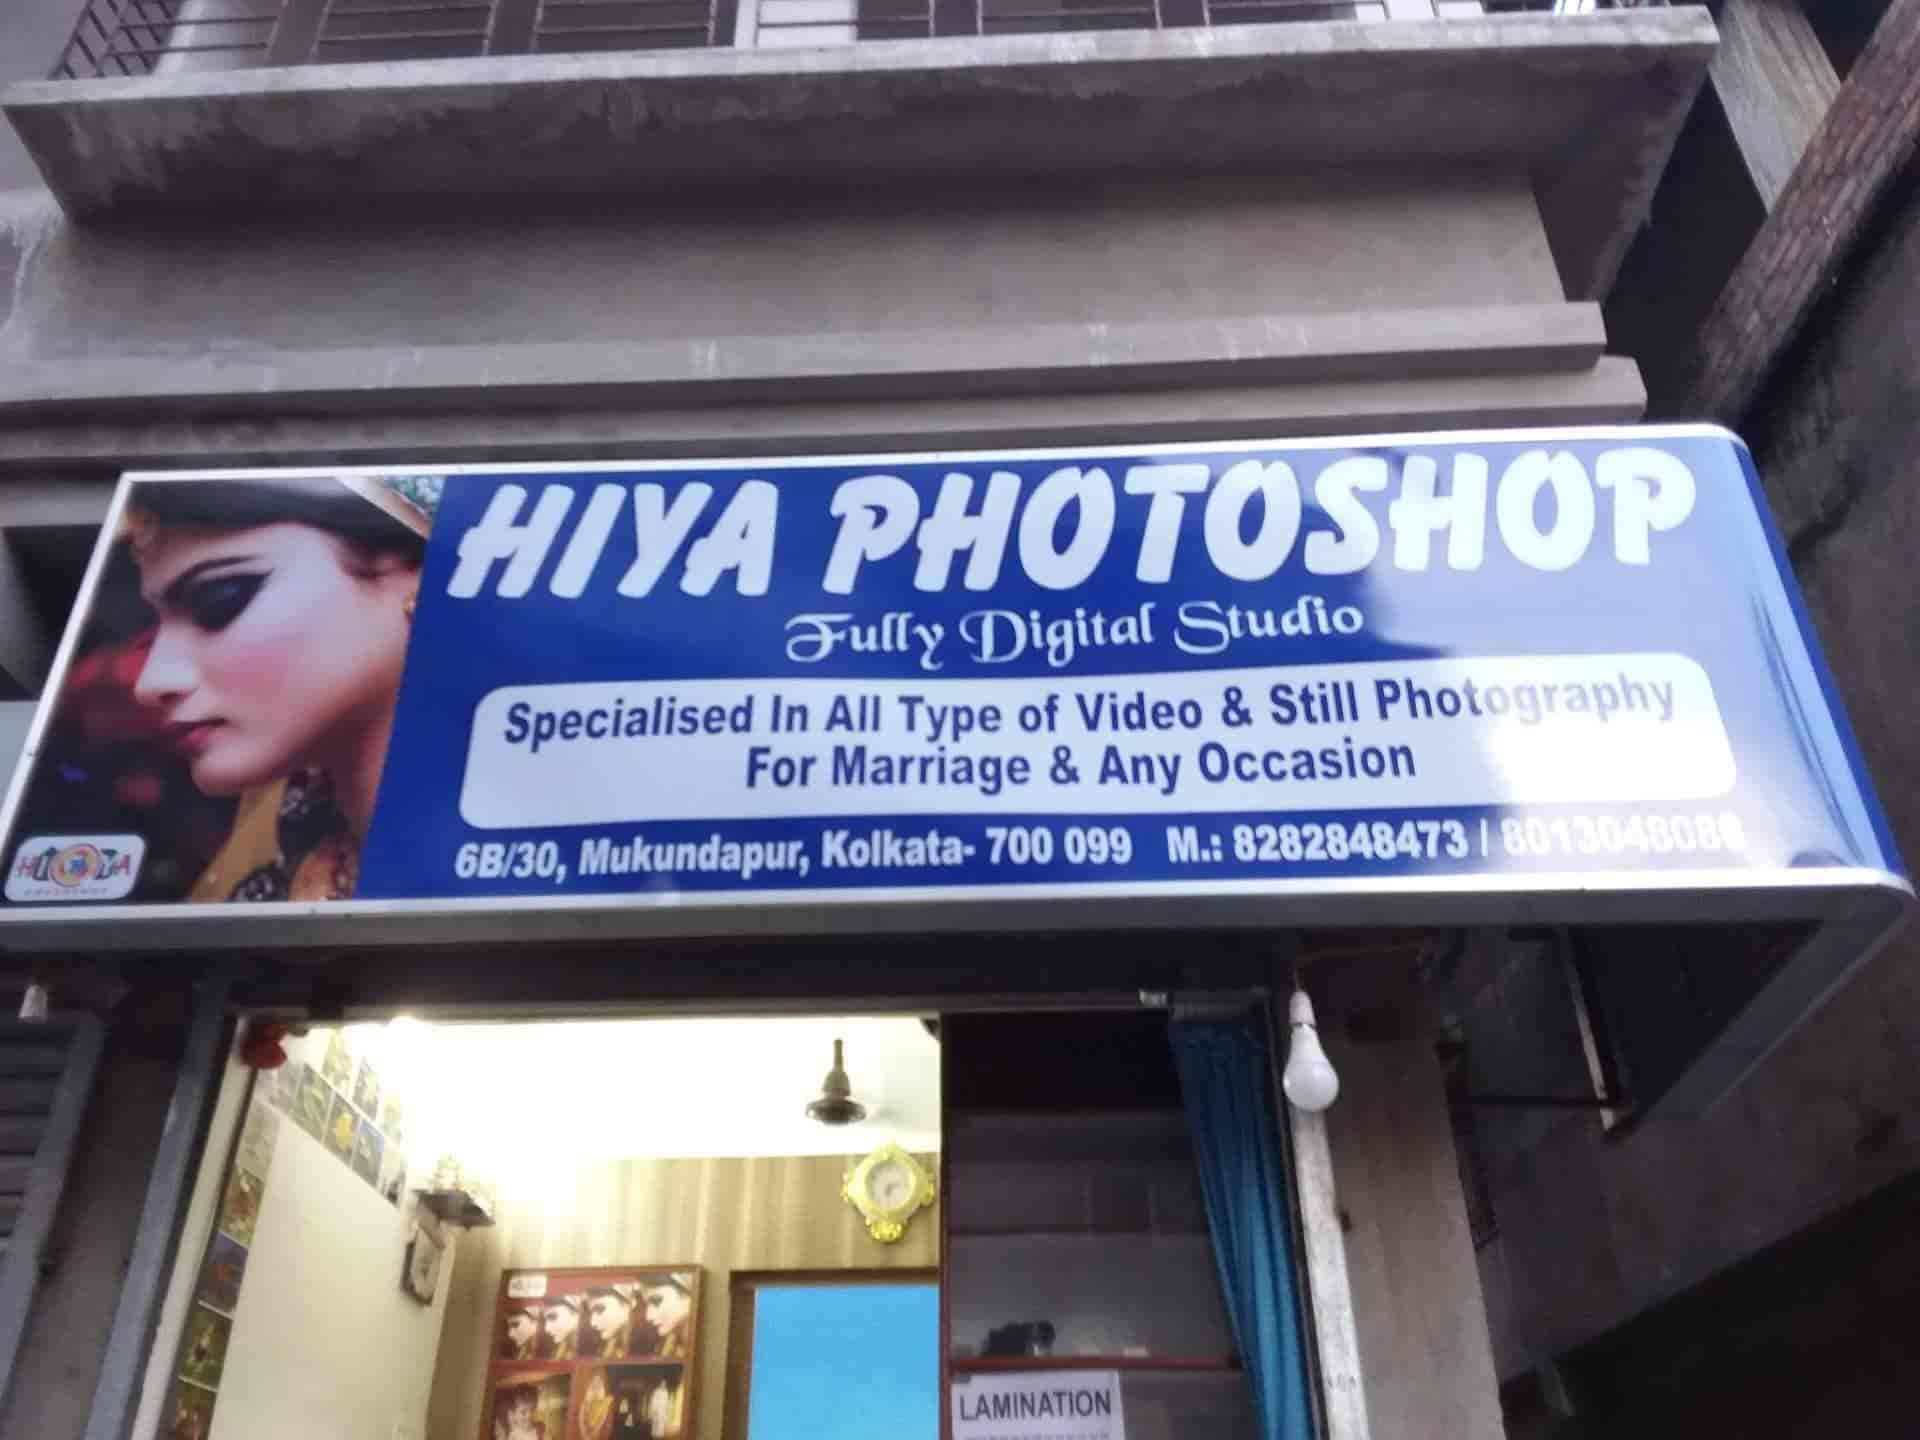 HIYA PHOTOSHOP
Fully Digital Studio
Specialised In All Type of Video & Still Photography
For Marriage & Any Occasion
6B/30, Mukundapur, Kolkata- 700 099 M.: 8282848473 /
LAMINATION